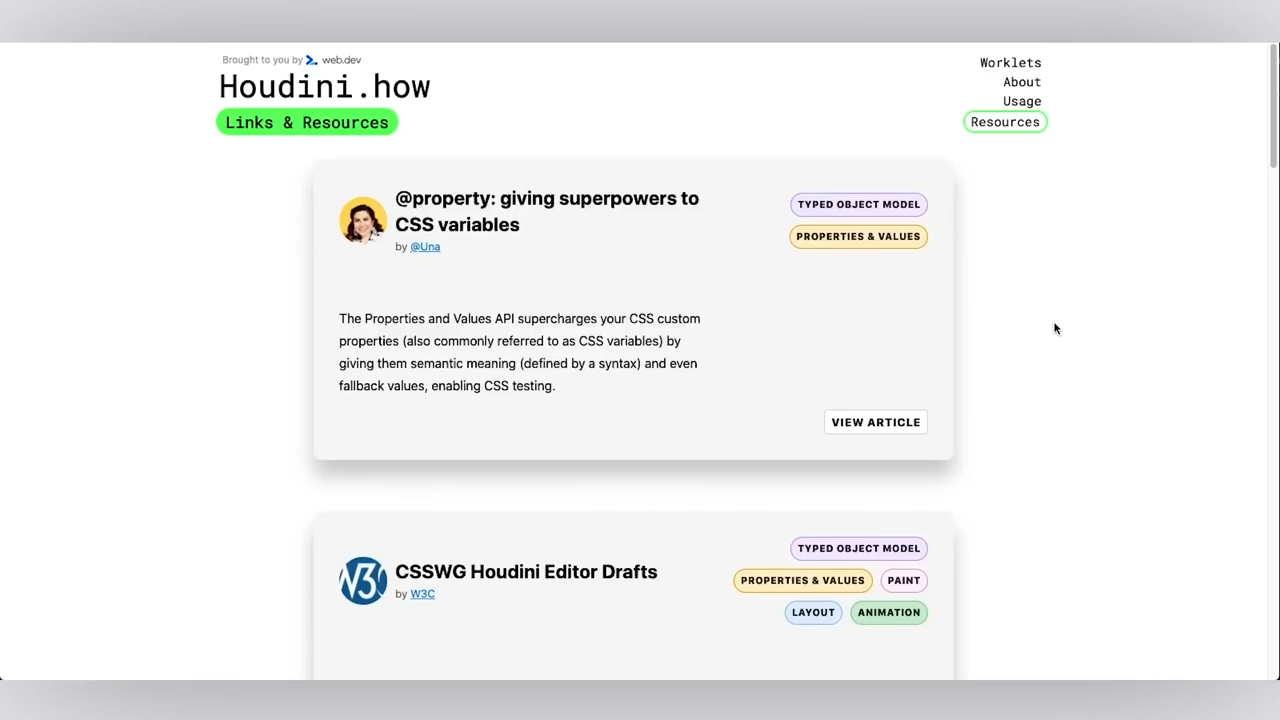 Brought to you by web.dev
Houdini.how
Links & Resources
Worklets
About
Usage
Resources
@property: giving superpowers to
CSS variables
by @Una
TYPED OBJECT MODEL
PROPERTIES & VALUES
The Properties and Values API supercharges your CSS custom
properties (also commonly referred to as CSS variables) by
giving them semantic meaning (defined by a syntax) and even
fallback values, enabling CSS testing.
VIEW ARTICLE
W3
CSSWG Houdini Editor Drafts
by W3C
TYPED OBJECT MODEL
PROPERTIES & VALUES PAINT
LAYOUT ANIMATION